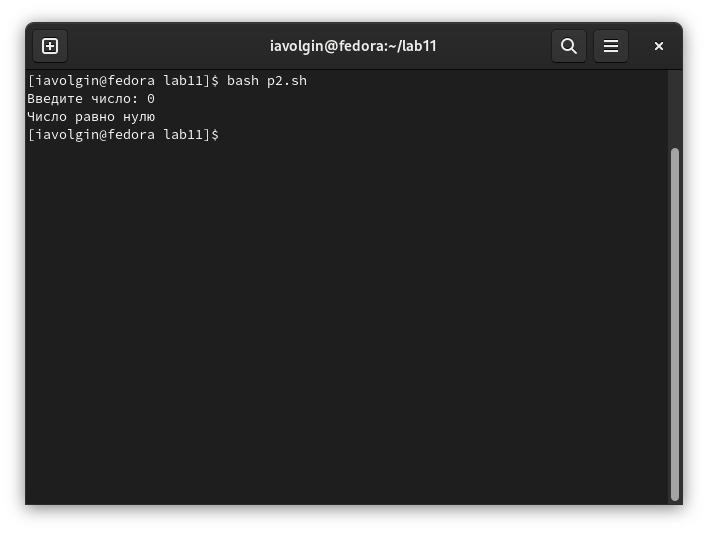 iavolgin@fedora:~/lab11
[iavolgin@fedora lab11]$ bash p2.sh
Введите число: 0
Число равно нулю
[iavolgin@fedora lab11]$